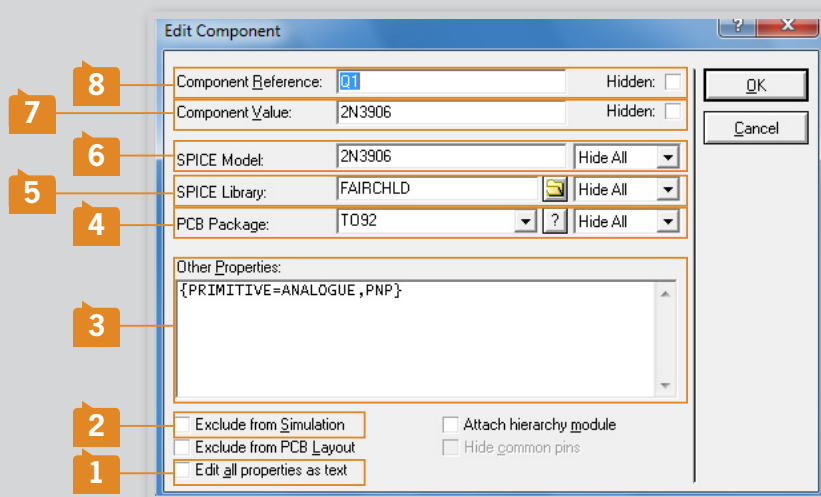 Edit Component
? X
8 Component Reference: Q1 Hidden: OK
7 Component Value: 2N3906 Hidden: Cancel
6 SPICE Model: 2N3906 Hide All
5 SPICE Library: FAIRCHLD Hide All
4 PCB Package: TO92 ? Hide All
Other Properties:
{PRIMITIVE=ANALOGUE,PNP}
3
2 Exclude from Simulation Attach hierarchy module
Exclude from PCB Layout Hide common pins
1 Edit all properties as text